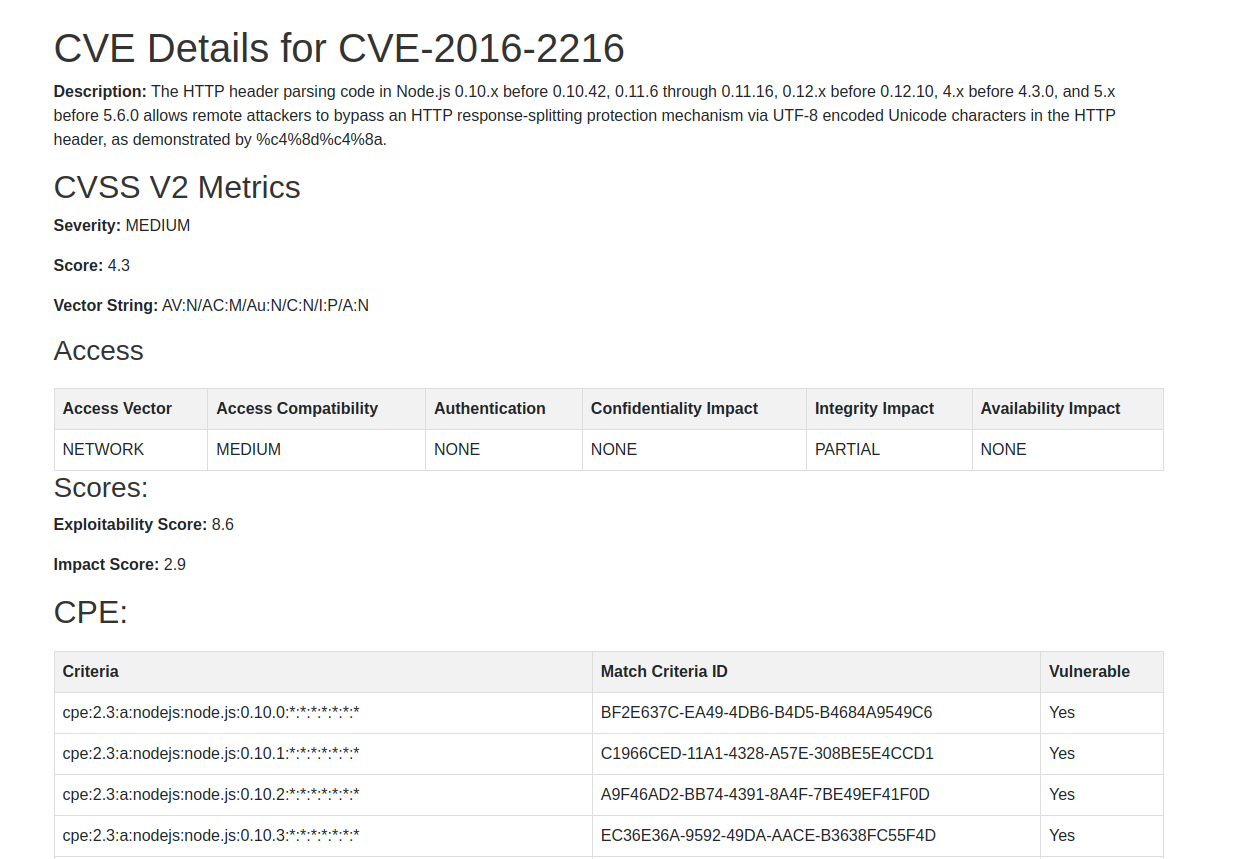 CVE Details for CVE-2016-2216
Description: The HTTP header parsing code in Node.js 0.10.x before 0.10.42, 0.11.6 through 0.11.16, 0.12.x before 0.12.10, 4.x before 4.3.0, and 5.x
before 5.6.0 allows remote attackers to bypass an HTTP response-splitting protection mechanism via UTF-8 encoded Unicode characters in the HTTP
header, as demonstrated by %c4%8d%c4%8a.
CVSS V2 Metrics
Severity: MEDIUM
Score: 4.3
Vector String: AV:N/AC:M/Au:N/C:N/I:P/A:N
Access
Access Vector Access Compatibility Authentication Confidentiality Impact Integrity Impact Availability Impact
NETWORK MEDIUM NONE NONE PARTIAL NONE
Scores:
Exploitability Score: 8.6
Impact Score: 2.9
CPE:
Criteria Match Criteria ID Vulnerable
cpe:2.3:a:nodejs:node.js:0.10.0:*:*:*:*:*:*:* BF2E637C-EA49-4DB6-B4D5-B4684A9549C6 Yes
cpe:2.3:a:nodejs:node.js:0.10.1:*:*:*:*:*:*:* C1966CED-11A1-4328-A57E-308BE5E4CCD1 Yes
cpe:2.3:a:nodejs:node.js:0.10.2:*:*:*:*:*:*:* A9F46AD2-BB74-4391-8A4F-7BE49EF41F0D Yes
cpe:2.3:a:nodejs:node.js:0.10.3:*:*:*:*:*:*:* EC36E36A-9592-49DA-AACE-B3638FC55F4D Yes